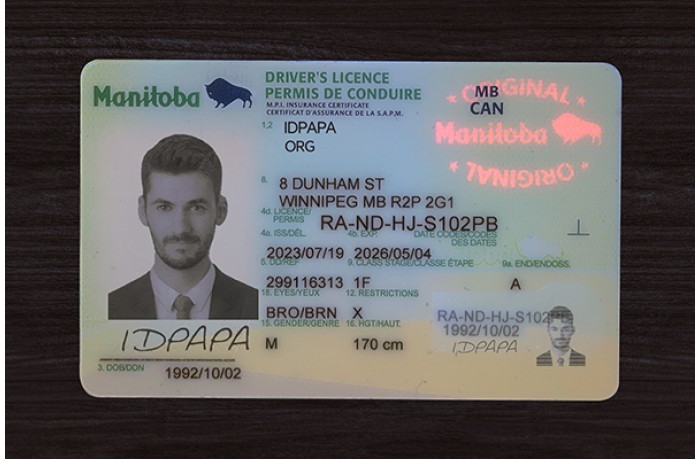 Manitoba
DRIVER'S LICENCE
PERMIS DE CONDUIRE
M.P.I. INSURANCE CERTIFICATE
CERTIFICAT D'ASSURANCE DE LA S.A.P.M.
ORIGINAL
MB
CAN
Manitoba
ORIGINAL
1,2 IDPAPA
ORG
8. 8 DUNHAM ST
WINNIPEG MB R2P 2G1
4d. LICENCE/
PERMIS RA-ND-HJ-S102PB
4a. ISS/DÉL. 4b. EXP. DATE CODES/CODES
DES DATES
2023/07/19 2026/05/04
5. DD/REF 9. CLASS STAGE/CLASSE ÉTAPE 9a. END/ENDOSS.
299116313 1F A
18. EYES/YEUX 12. RESTRICTIONS
BRO/BRN X
15. GENDER/GENRE 16. HGT/HAUT.
M 170 cm
RA-ND-HJ-S102PB
1992/10/02
IDPAPA
IDPAPA
3. DOB/DDN 1992/10/02